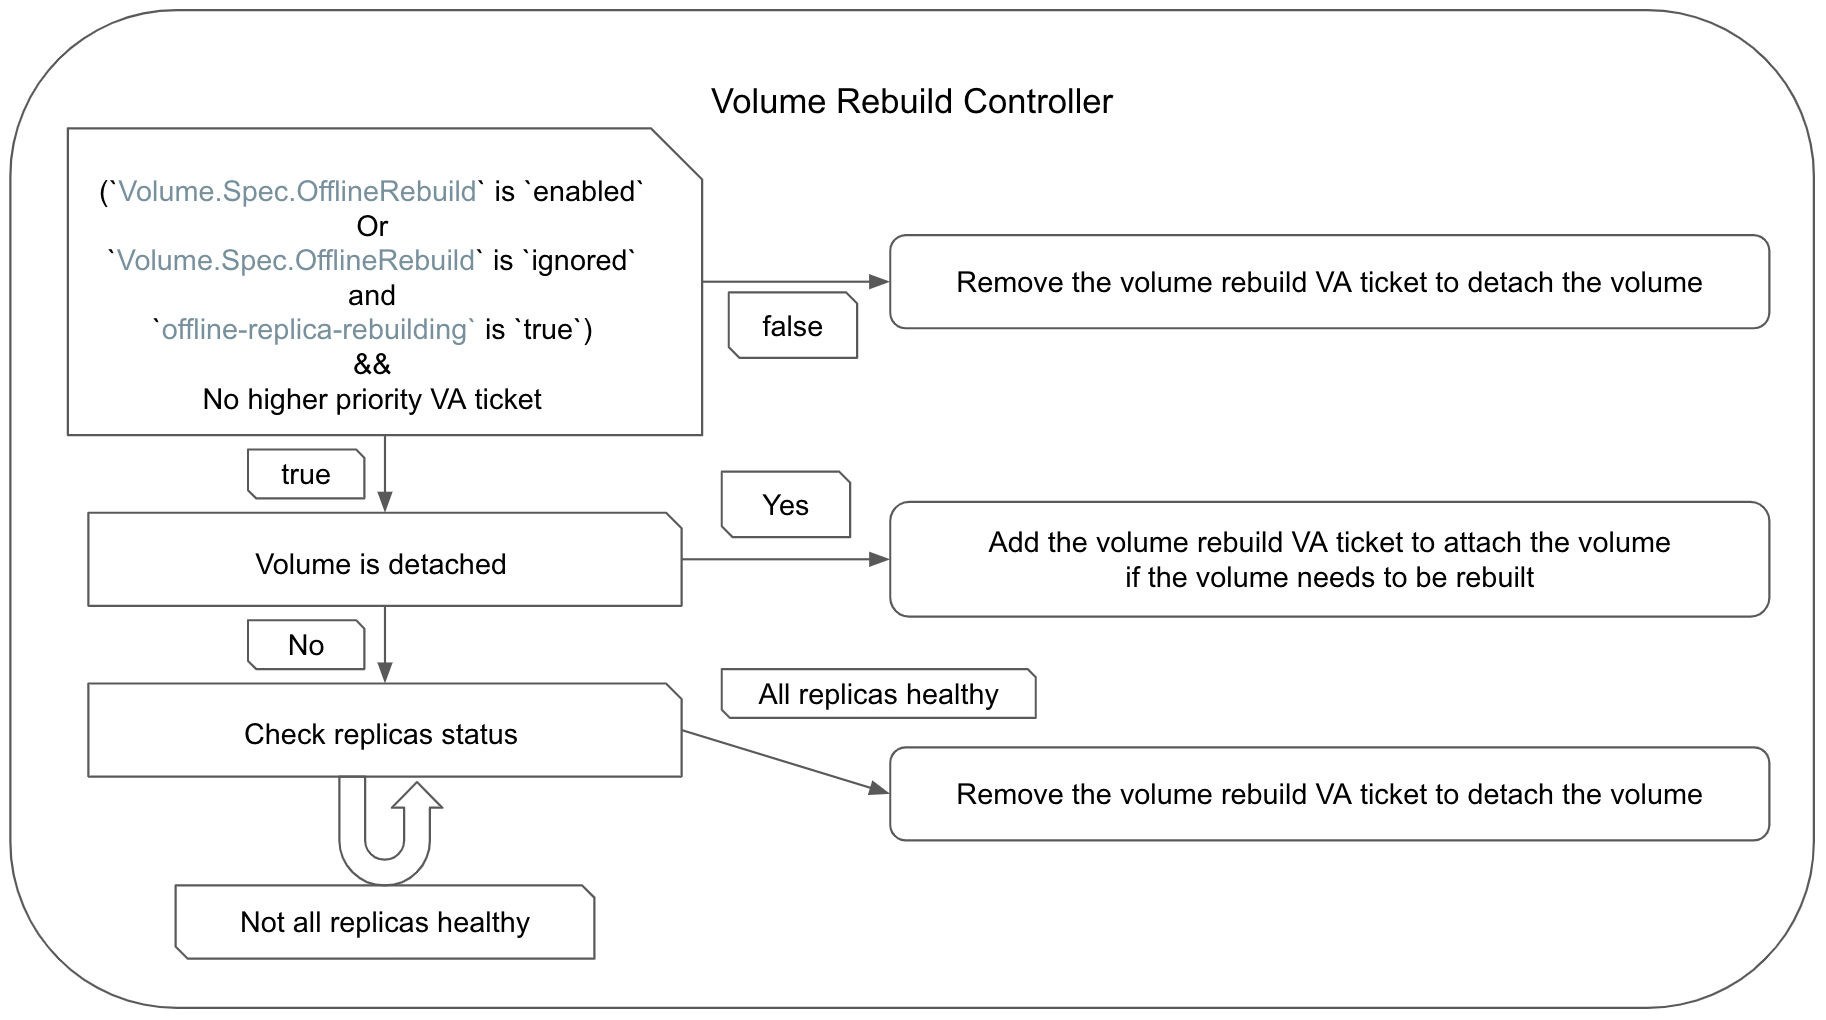 Volume Rebuild Controller
(`Volume.Spec.OfflineRebuild` is `enabled`
Or
`Volume.Spec.OfflineRebuild` is `ignored`
and
`offline-replica-rebuilding` is `true`)
&&
No higher priority VA ticket
false
Remove the volume rebuild VA ticket to detach the volume
true
Volume is detached
Yes
Add the volume rebuild VA ticket to attach the volume
if the volume needs to be rebuilt
No
Check replicas status
All replicas healthy
Remove the volume rebuild VA ticket to detach the volume
Not all replicas healthy